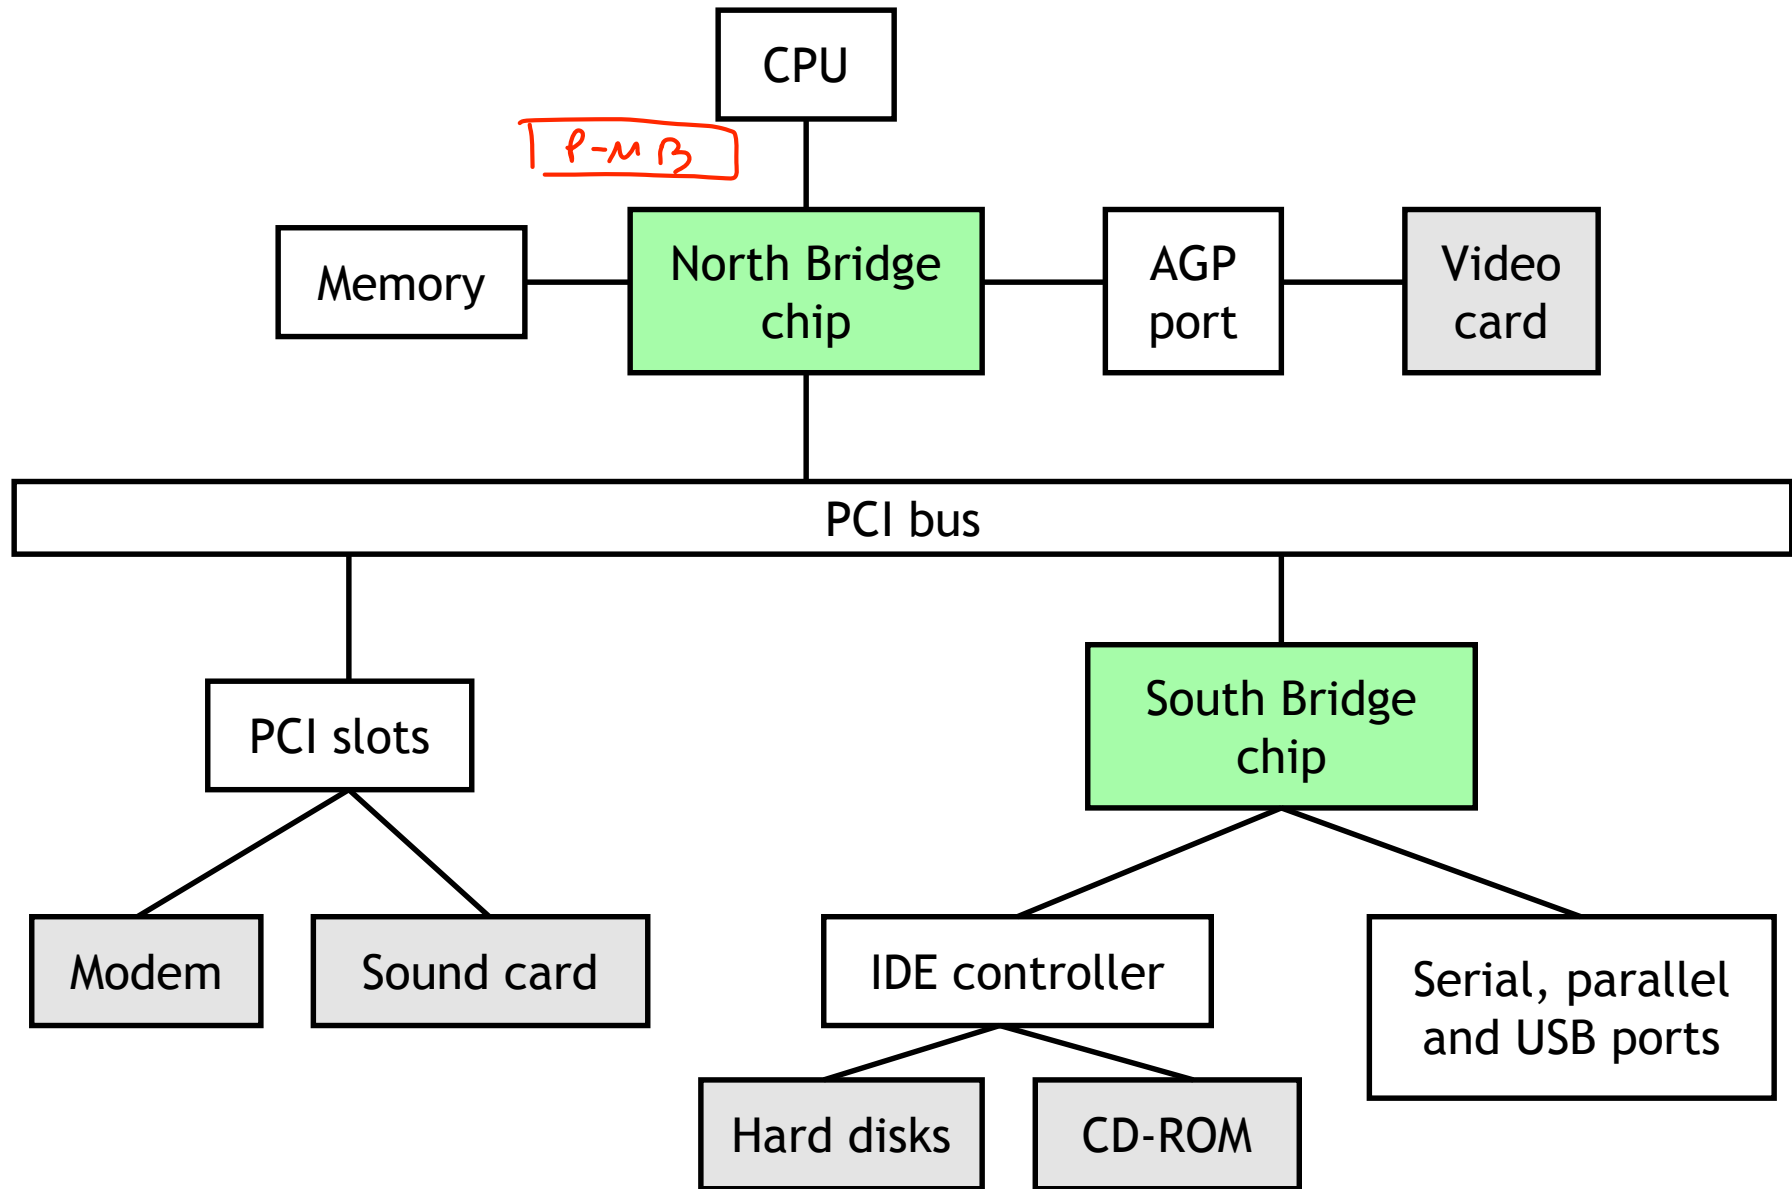 CPU
P-MB
Memory
North Bridge
chip
AGP
port
Video
card
PCI bus
PCI slots
South Bridge
chip
Modem
Sound card
IDE controller
Serial, parallel
and USB ports
Hard disks
CD-ROM